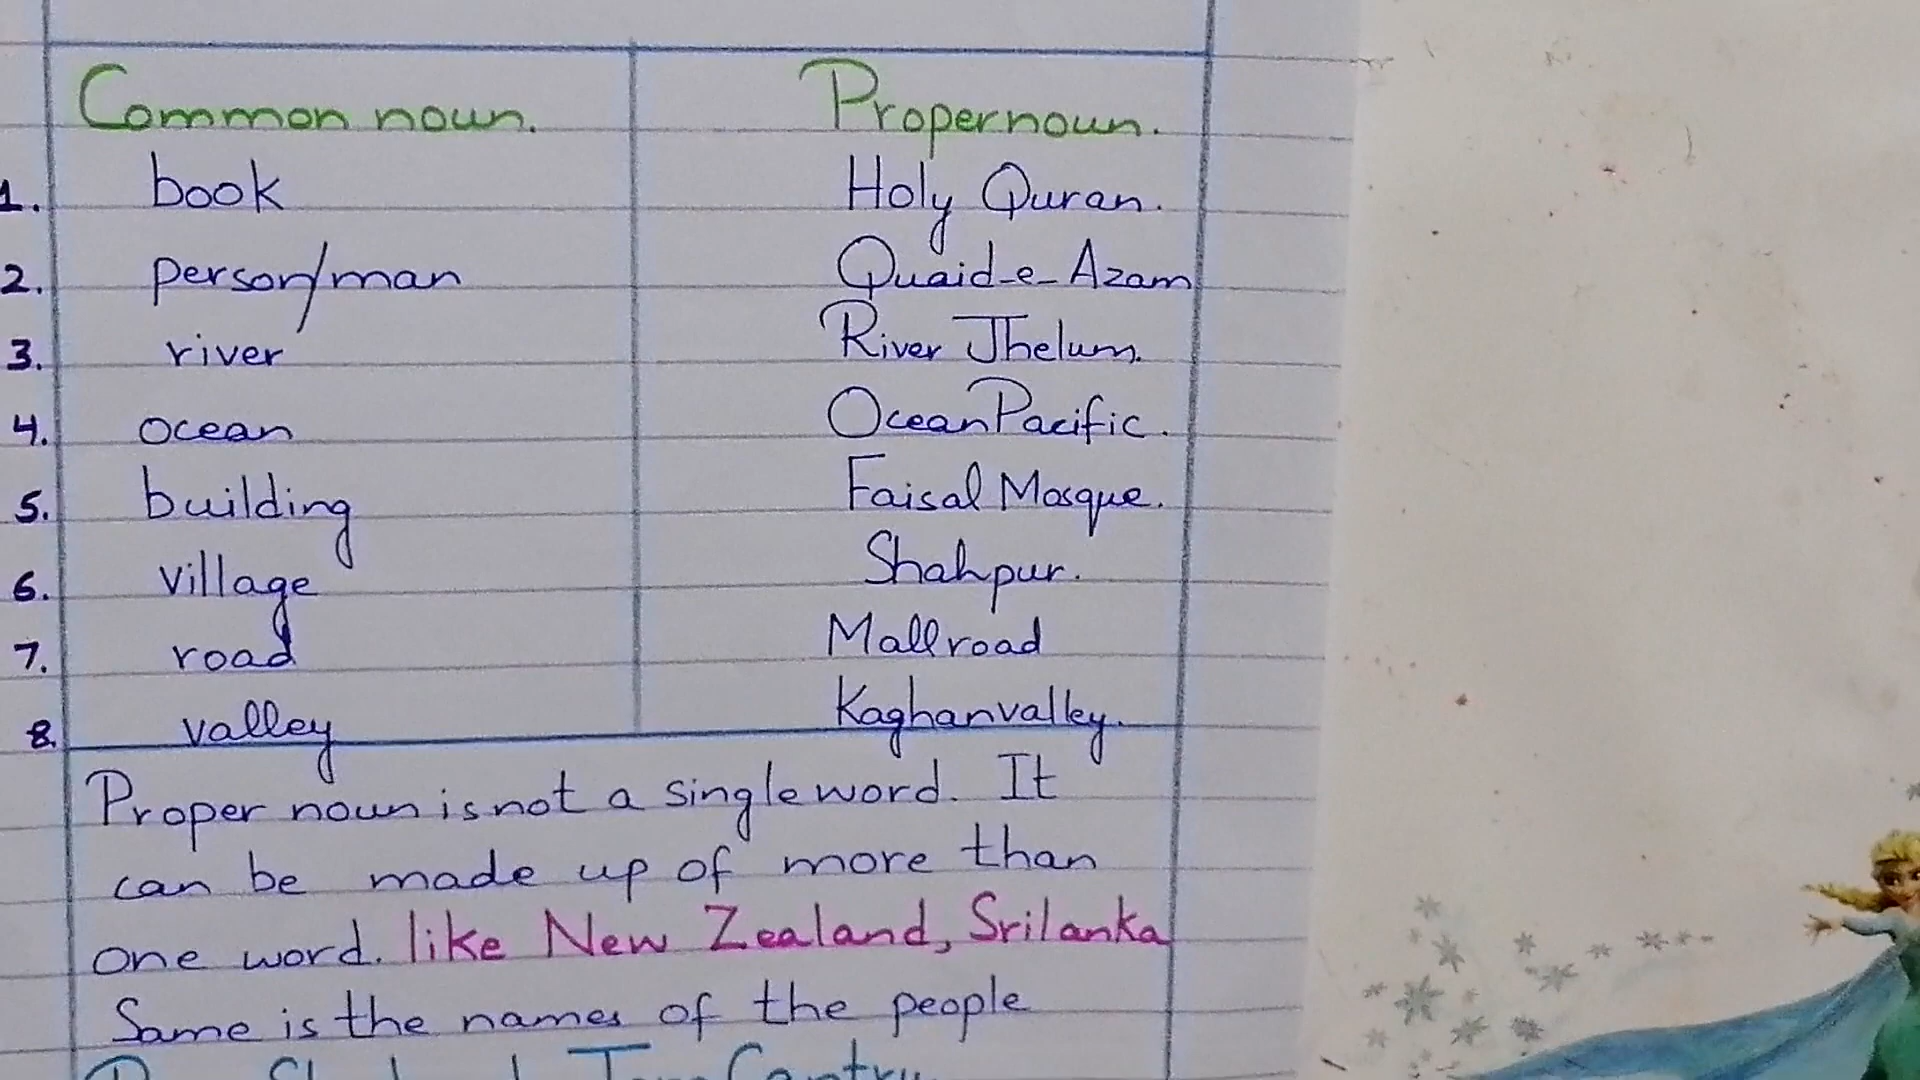 Common noun. Proper noun.
1. book Holy Quran.
2. person/man Quaid-e-Azam
3. river River Jhelum.
4. ocean Ocean Pacific.
5. building Faisal Mosque.
6. village Shahpur.
7. road Mall road
8. valley Kaghan valley.
Proper noun is not a single word. It
can be made up of more than
one word. like New Zealand, Srilanka
Same is the names of the people